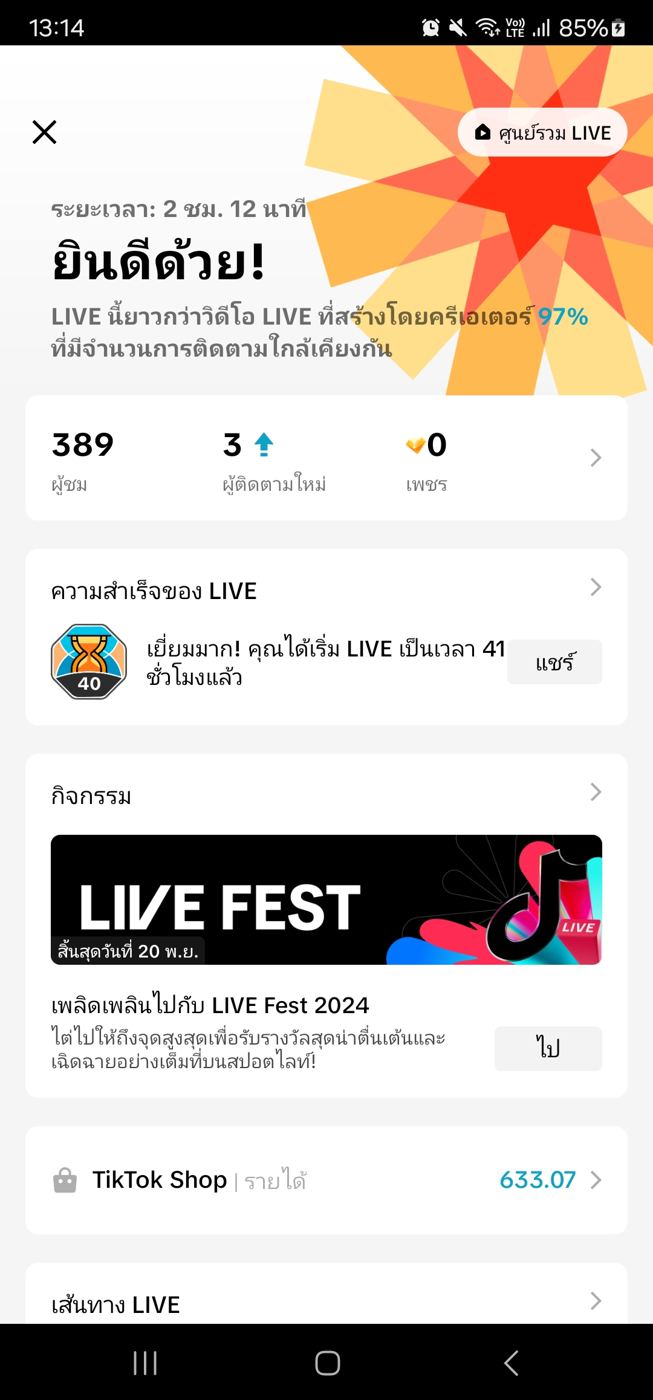 13:14
Vo)) LTE 85%
ศูนย์รวม LIVE
ระยะเวลา: 2 ชม. 12 นาที
ยินดีด้วย!
LIVE นี้ยาวกว่าวิดีโอ LIVE ที่สร้างโดยครีเอเตอร์ 97%
ที่มีจำนวนการติดตามใกล้เคียงกัน
389 3 0
ผู้ชม ผู้ติดตามใหม่ เพชร
ความสำเร็จของ LIVE
40
เยี่ยมมาก! คุณได้เริ่ม LIVE เป็นเวลา 41
ชั่วโมงแล้ว
แชร์
กิจกรรม
LIVE FEST
LIVE
สิ้นสุดวันที่ 20 พ.ย.
เพลิดเพลินไปกับ LIVE Fest 2024
ไต่ไปให้ถึงจุดสูงสุดเพื่อรับรางวัลสุดน่าตื่นเต้นและ
เฉิดฉายอย่างเต็มที่บนสปอตไลท์!
ไป
TikTok Shop | รายได้ 633.07
เส้นทาง LIVE